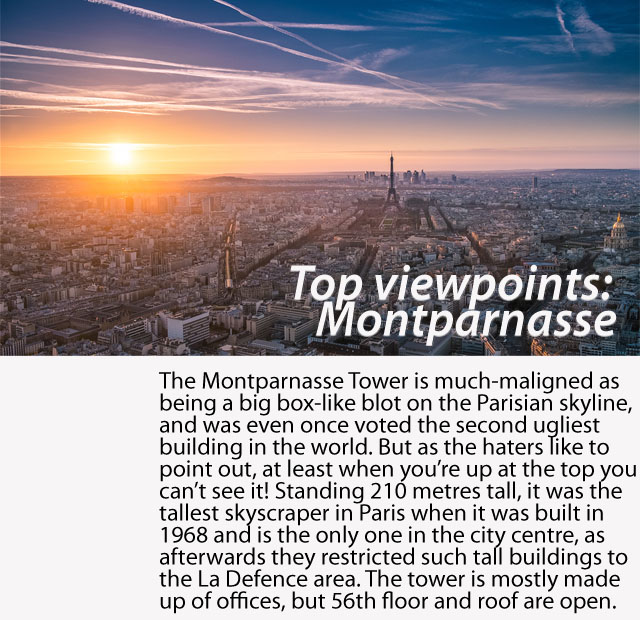 Top viewpoints:
Montparnasse
The Montparnasse Tower is much-maligned as
being a big box-like blot on the Parisian skyline,
and was even once voted the second ugliest
building in the world. But as the haters like to
point out, at least when you’re up at the top you
can’t see it! Standing 210 metres tall, it was the
tallest skyscraper in Paris when it was built in
1968 and is the only one in the city centre, as
afterwards they restricted such tall buildings to
the La Defence area. The tower is mostly made
up of offices, but 56th floor and roof are open.